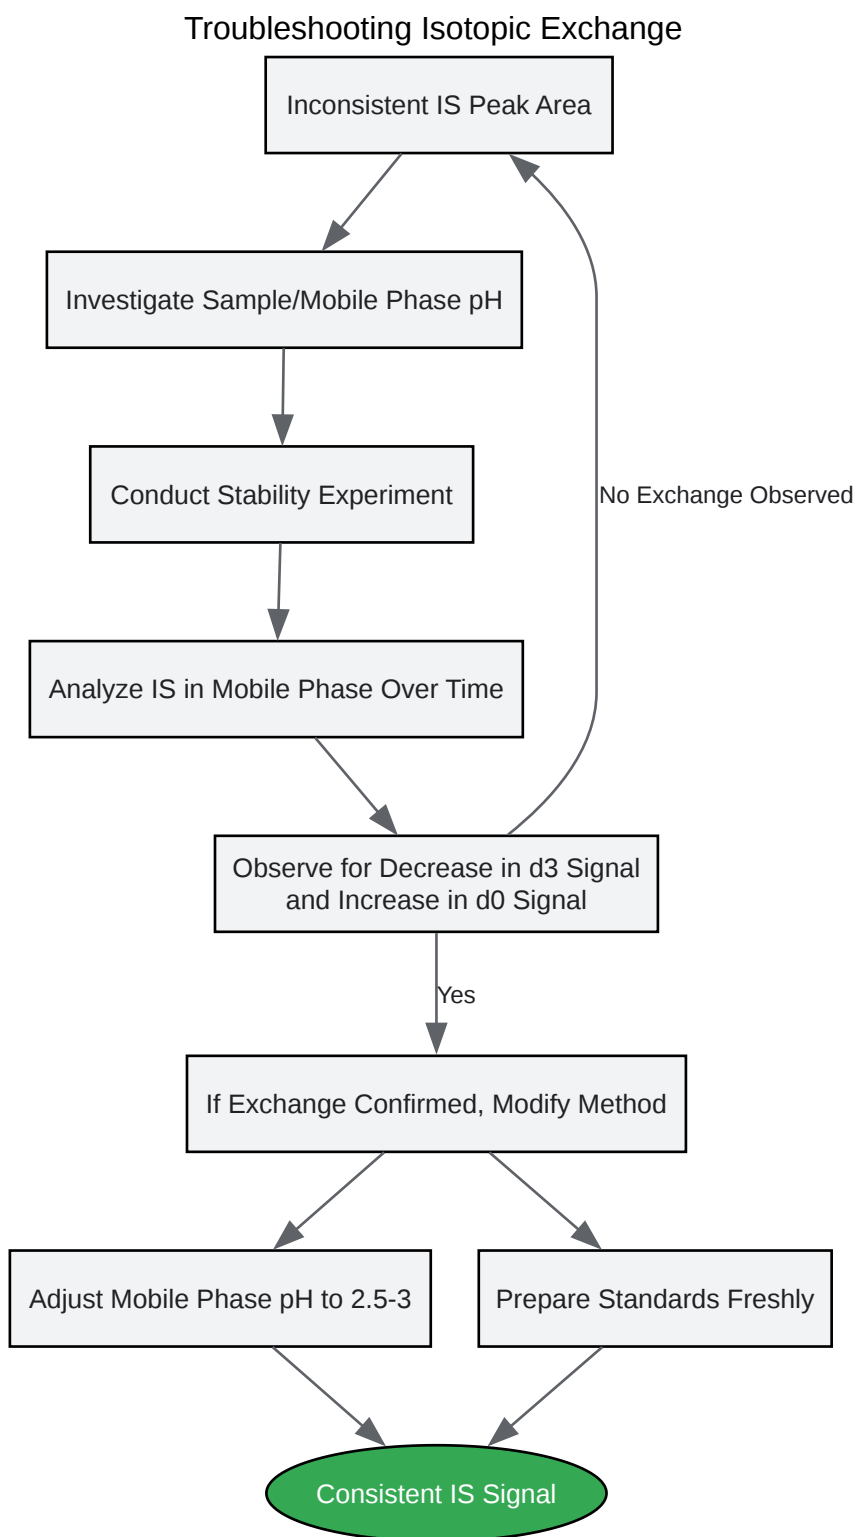 Troubleshooting Isotopic Exchange
Inconsistent IS Peak Area
Investigate Sample/Mobile Phase pH
Conduct Stability Experiment
No Exchange Observed
Analyze IS in Mobile Phase Over Time
Observe for Decrease in d3 Signal
and Increase in d0 Signal
Yes
If Exchange Confirmed, Modify Method
Adjust Mobile Phase pH to 2.5-3
Prepare Standards Freshly
Consistent IS Signal